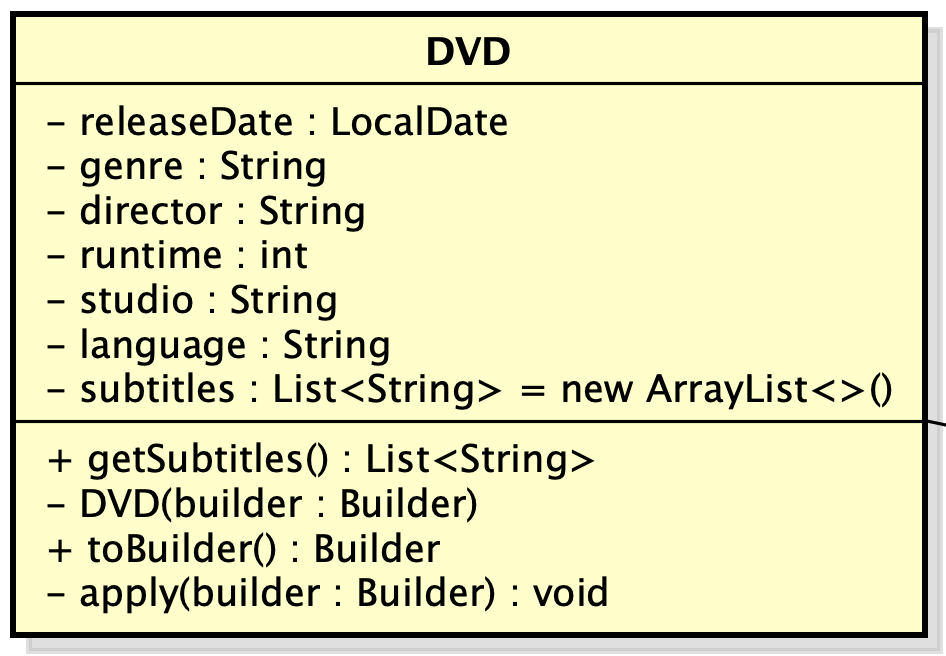 DVD
- releaseDate : LocalDate
- genre : String
- director : String
- runtime : int
- studio : String
- language : String
- subtitles : List<String> = new ArrayList<>()
+ getSubtitles() : List<String>
- DVD(builder : Builder)
+ toBuilder() : Builder
- apply(builder : Builder) : void